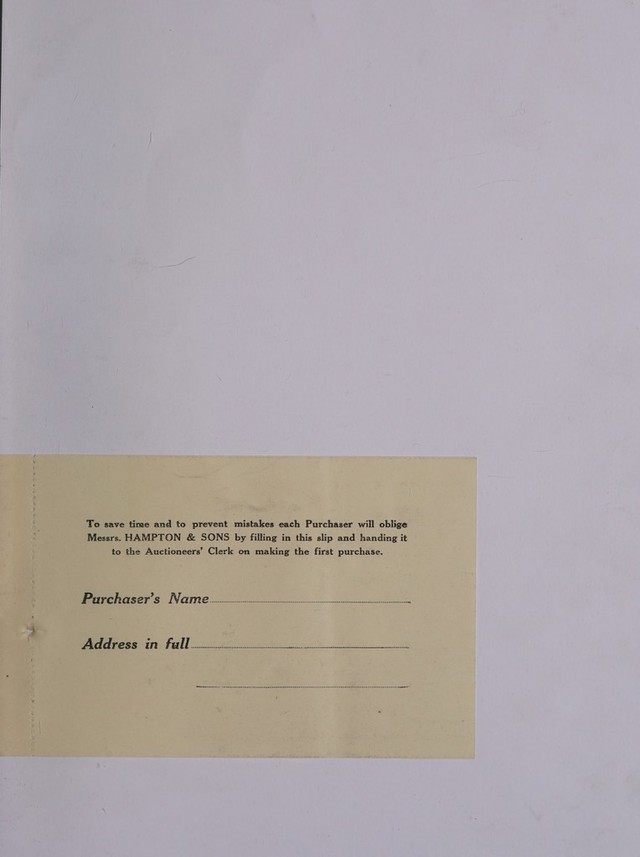 To save time and to prevent mistakes each Purchaser will oblige
Messrs. HAMPTON & SONS by filling in this slip and handing it
to the Auctioneers' Clerk on making the first purchase.
Purchaser's Name
Address in full